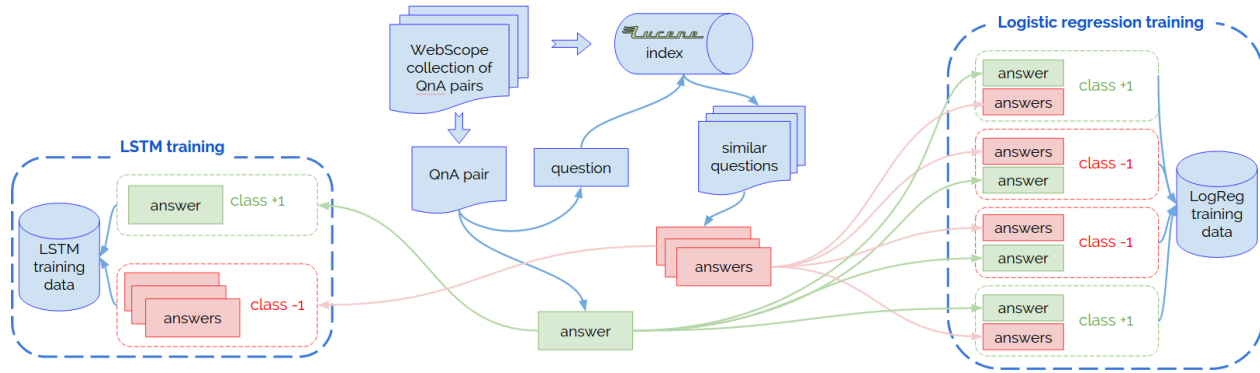 WebScope
collection of
QnA pairs
Lucene
index
QnA pair
question
similar
questions
answers
answer
LSTM training
answer
class +1
LSTM
training
data
answers
class -1
Logistic regression training
answer
answers
class +1
answers
answer
class -1
answers
answer
class -1
answer
answers
class +1
LogReg
training
data